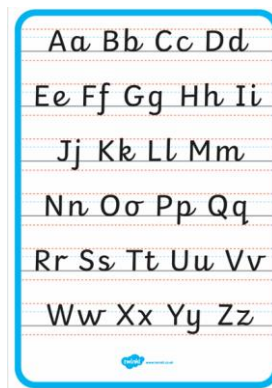 Aa Bb Cc Dd
Ee Ff Gg Hh Ii
Jj Kk Ll Mm
Nn Oo Pp Qq
Rr Ss Tt Uu Vv
Ww Xx Yy Zz
twinkl